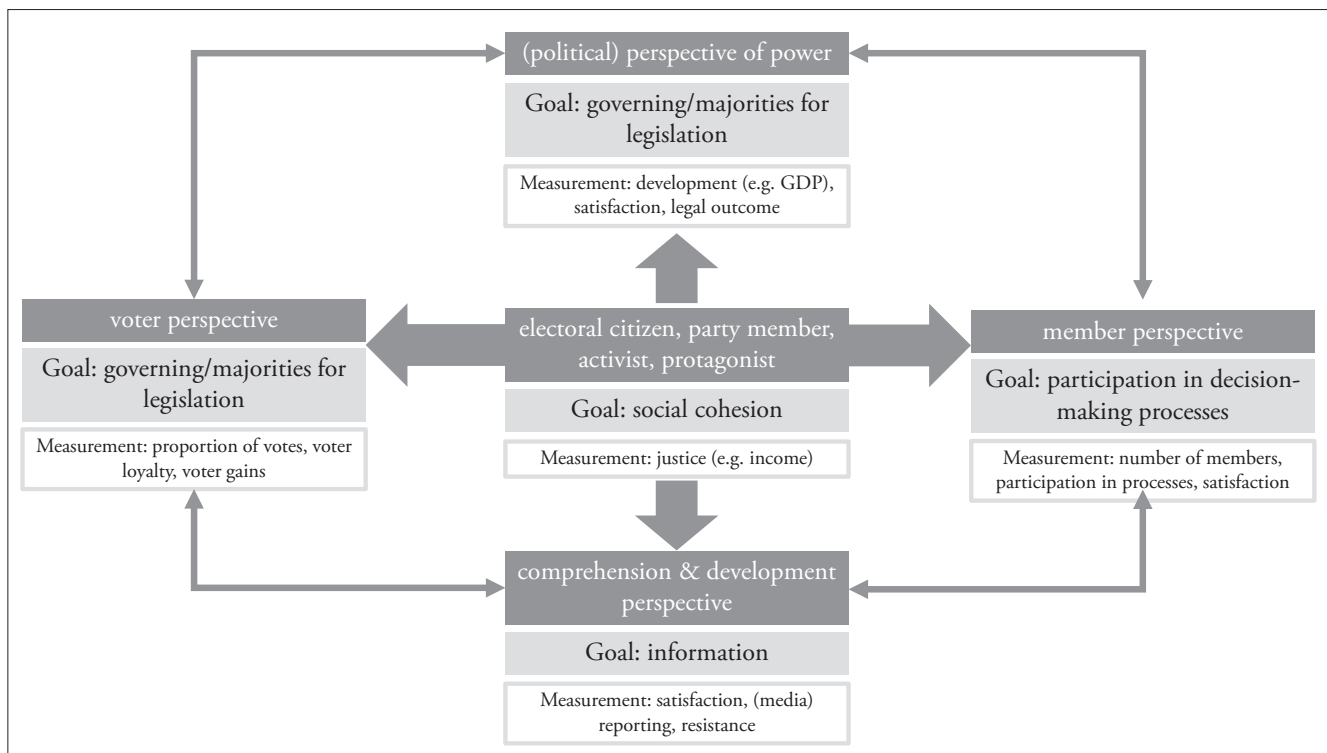 (political) perspective of power
Goal: governing/majorities for
legislation
Measurement: development (e.g. GDP),
satisfaction, legal outcome
voter perspective
Goal: governing/majorities for
legislation
Measurement: proportion of votes, voter
loyalty, voter gains
electoral citizen, party member,
activist, protagonist
Goal: social cohesion
Measurement: justice (e.g. income)
member perspective
Goal: participation in decision-
making processes
Measurement: number of members,
participation in processes, satisfaction
comprehension & development
perspective
Goal: information
Measurement: satisfaction, (media)
reporting, resistance